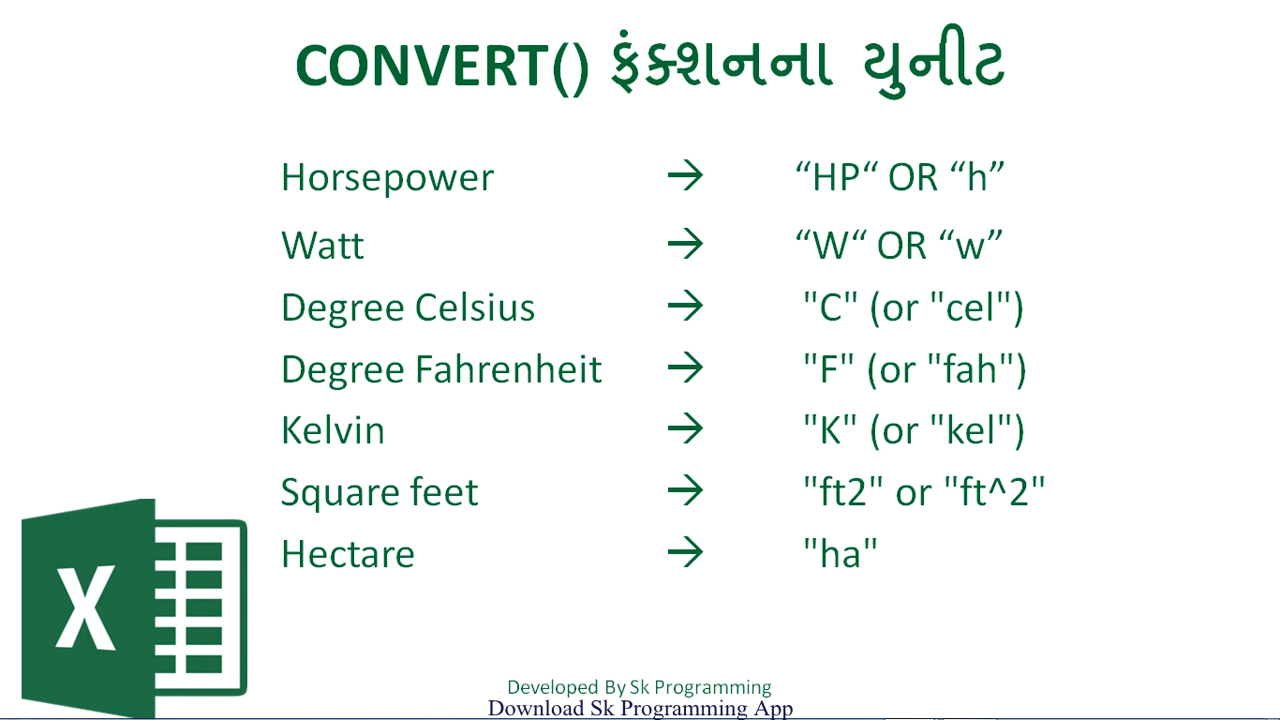 CONVERT() ફંક્શનના યુનીટ
Horsepower → “HP“ OR “h”
Watt → “W“ OR “w”
Degree Celsius → "C" (or "cel")
Degree Fahrenheit → "F" (or "fah")
Kelvin → "K" (or "kel")
Square feet → "ft2" or "ft^2"
Hectare → "ha"
X
Developed By Sk Programming
Download Sk Programming App